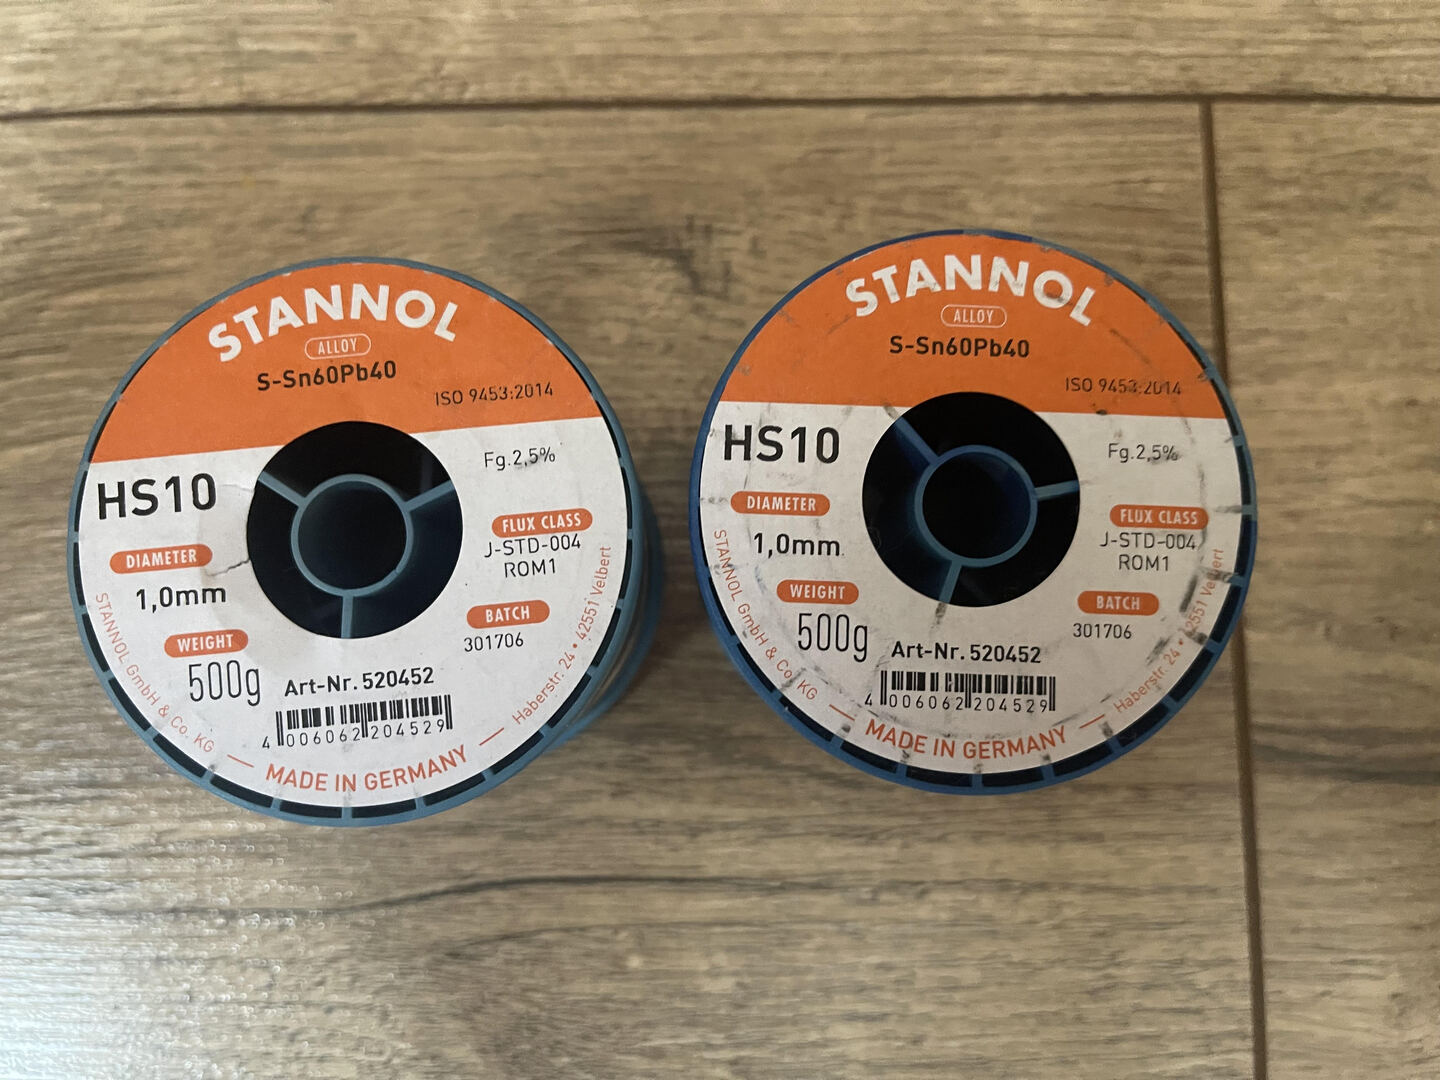 STANNOL
ALLOY
S-Sn60Pb40
ISO 9453:2014
HS10
Fg.2,5%
DIAMETER
1,0mm
FLUX CLASS
J-STD-004
ROM1
WEIGHT
500g
BATCH
301706
Art-Nr. 520452
4 006062 204529
STANNOL GmbH & Co. KG — MADE IN GERMANY — Haberstr. 24 • 42551 Velbert
STANNOL
ALLOY
S-Sn60Pb40
ISO 9453:2014
HS10
Fg.2,5%
DIAMETER
1,0mm
FLUX CLASS
J-STD-004
ROM1
WEIGHT
500g
BATCH
301706
Art-Nr. 520452
4 006062 204529
STANNOL GmbH & Co. KG — MADE IN GERMANY — Haberstr. 24 • 42551 Velbert